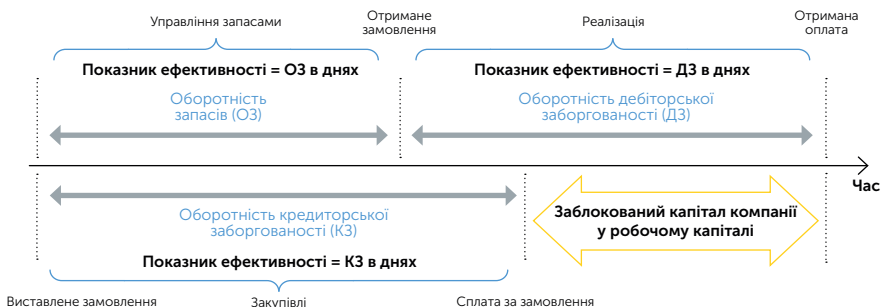 Управління запасами
Отримане
замовлення
Реалізація
Отримана
оплата
Показник ефективності = ОЗ в днях
Показник ефективності = ДЗ в днях
Оборотність
запасів (ОЗ)
Оборотність дебіторської
заборгованості (ДЗ)
Час
Оборотність кредиторської
заборгованості (КЗ)
Заблокований капітал компанії
у робочому капіталі
Показник ефективності = КЗ в днях
Виставлене замовлення
Закупівлі
Сплата за замовлення